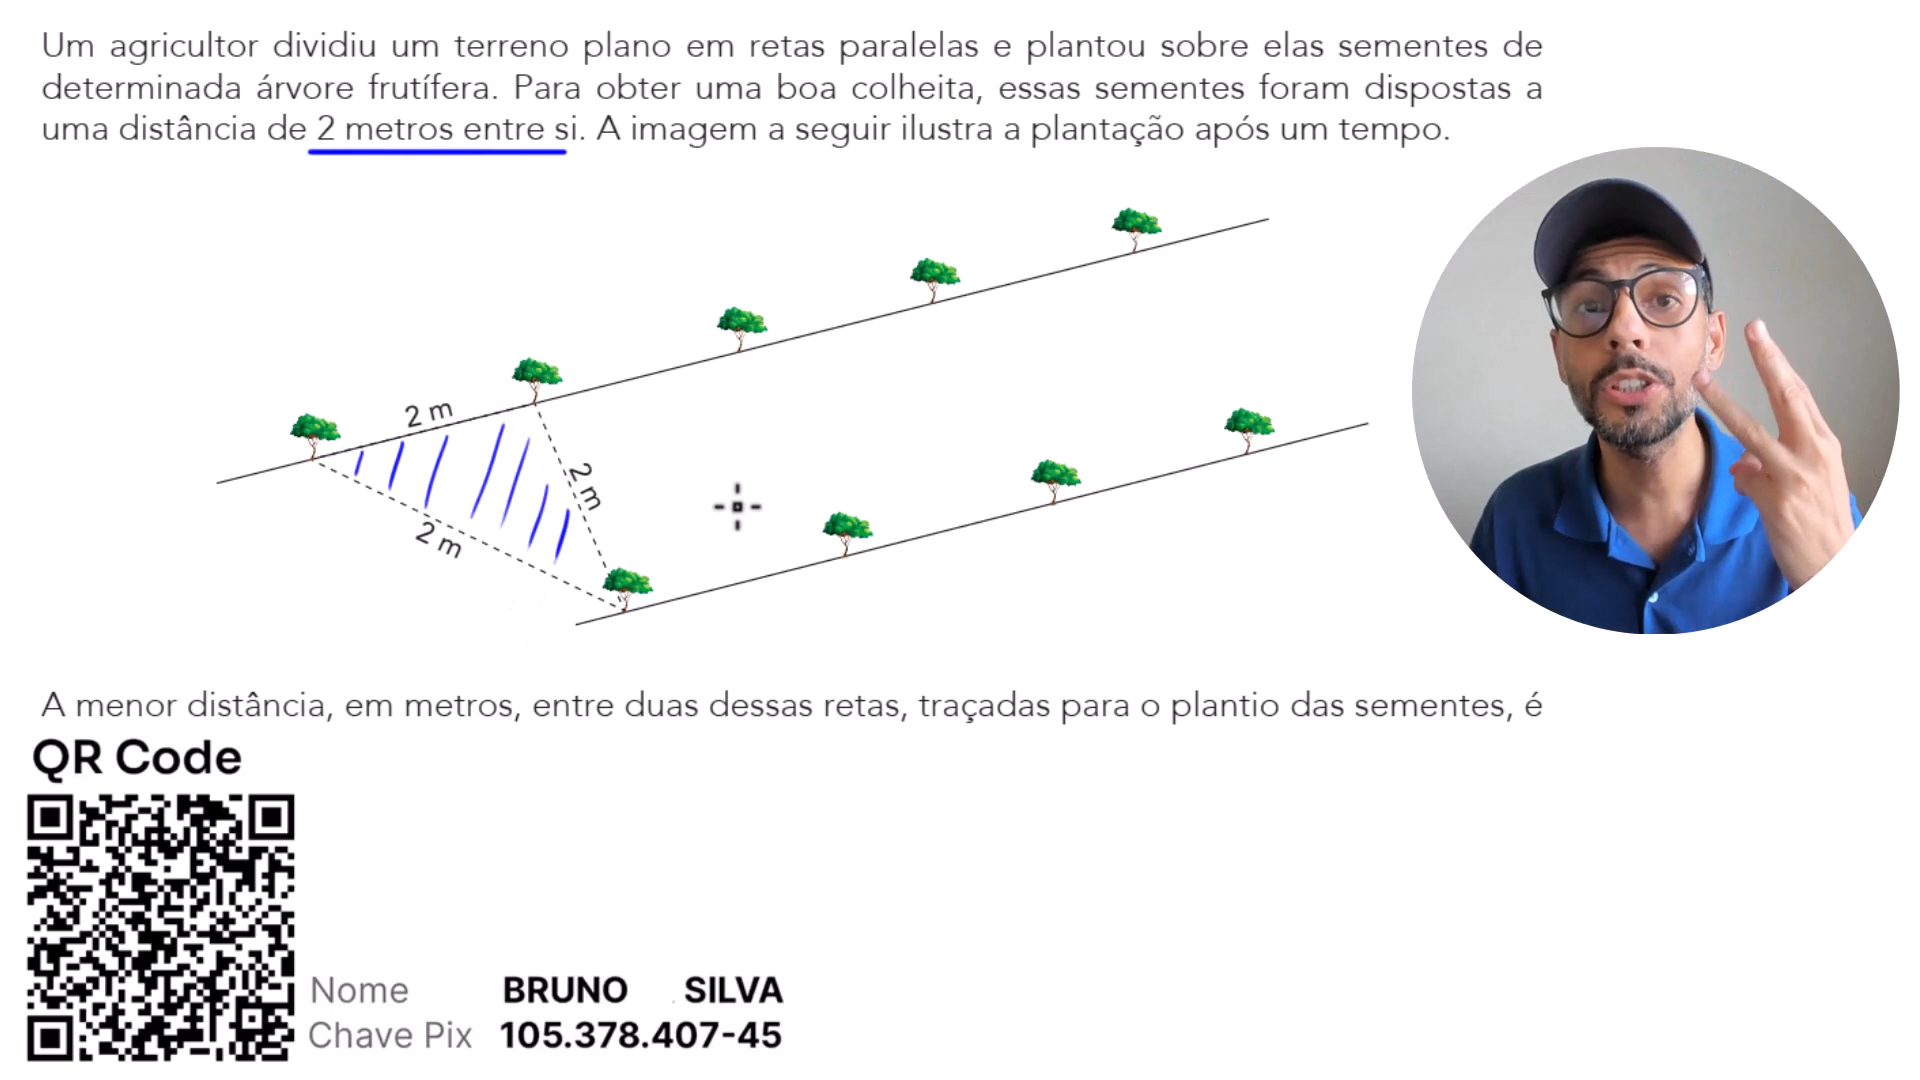 Um agricultor dividiu um terreno plano em retas paralelas e plantou sobre elas sementes de
determinada árvore frutífera. Para obter uma boa colheita, essas sementes foram dispostas a
uma distância de 2 metros entre si. A imagem a seguir ilustra a plantação após um tempo.
2 m
2 m
2 m
A menor distância, em metros, entre duas dessas retas, traçadas para o plantio das sementes, é
QR Code
Nome BRUNO SILVA
Chave Pix 105.378.407-45